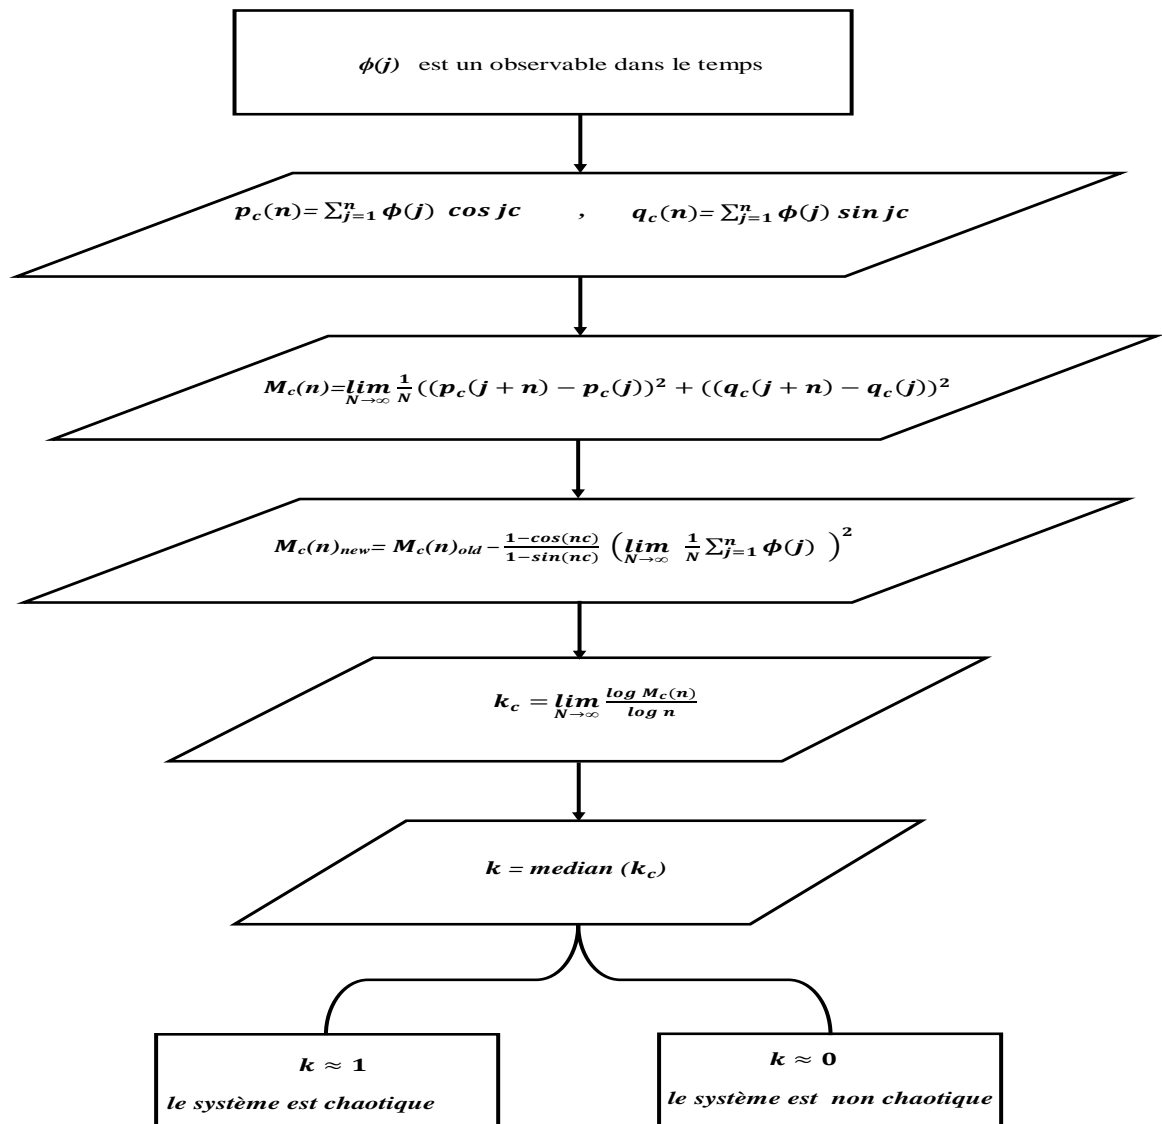 ϕ(j) est un observable dans le temps
p_c(n)=∑_{j=1}^{n} ϕ(j) cos jc , q_c(n)=∑_{j=1}^{n} ϕ(j) sin jc
M_c(n)=lim_{N→∞} 1/N ((p_c(j + n) − p_c(j))² + ((q_c(j + n) − q_c(j))²
M_c(n)_{new}= M_c(n)_{old} − (1−cos(nc))/(1−sin(nc)) (lim_{N→∞} 1/N ∑_{j=1}^{n} ϕ(j) )²
k_c = lim_{N→∞} (log M_c(n))/(log n)
k = median (k_c)
k ≈ 1
le système est chaotique
k ≈ 0
le système est non chaotique